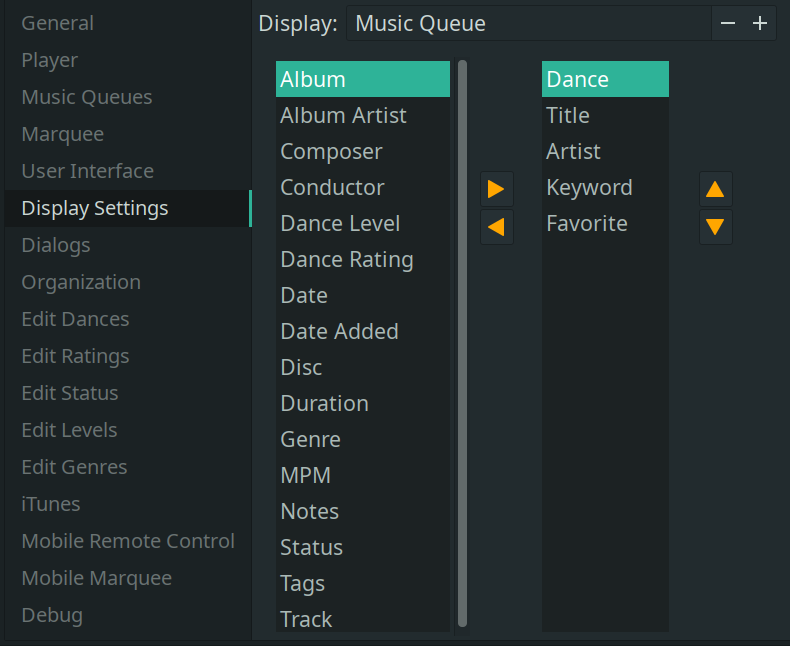 General
Player
Music Queues
Marquee
User Interface
Display Settings
Dialogs
Organization
Edit Dances
Edit Ratings
Edit Status
Edit Levels
Edit Genres
iTunes
Mobile Remote Control
Mobile Marquee
Debug
Display: Music Queue − +
Album
Album Artist
Composer
Conductor
Dance Level
Dance Rating
Date
Date Added
Disc
Duration
Genre
MPM
Notes
Status
Tags
Track
Dance
Title
Artist
Keyword
Favorite